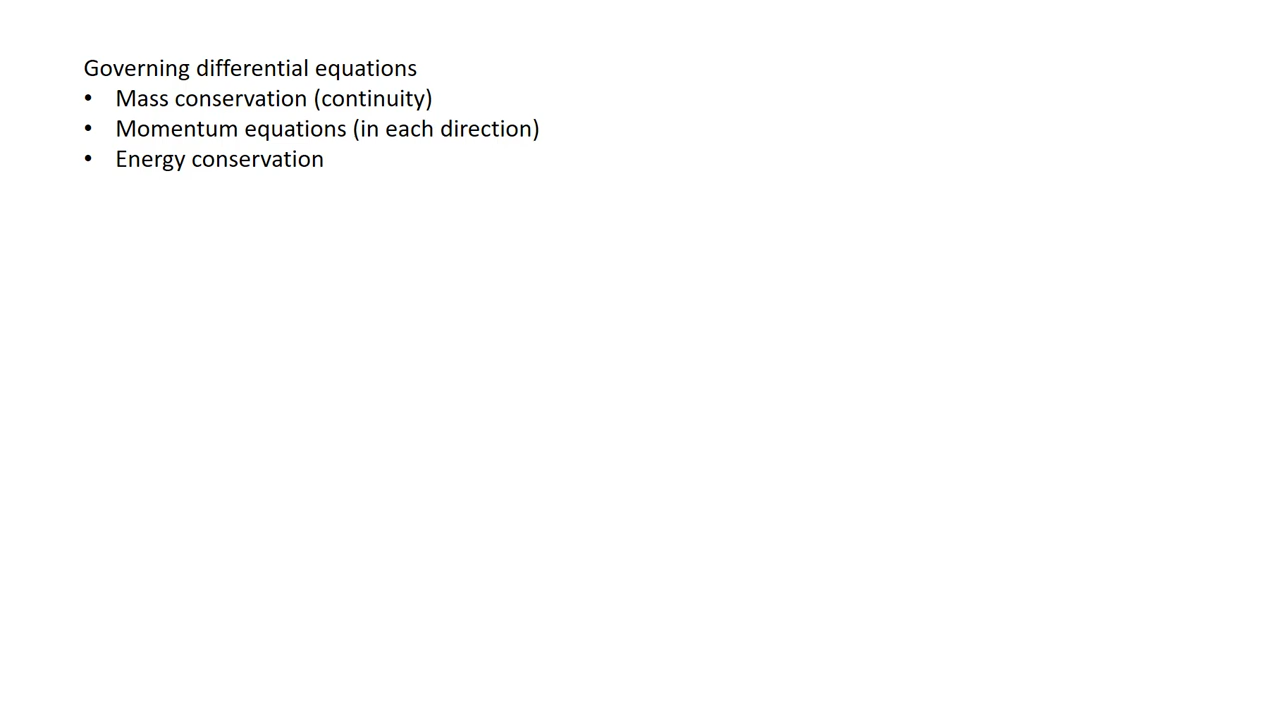 Governing differential equations
• Mass conservation (continuity)
• Momentum equations (in each direction)
• Energy conservation